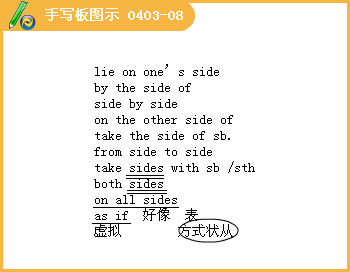 手写板图示 0403-08
lie on one's side
by the side of
side by side
on the other side of
take the side of sb.
from side to side
take sides with sb /sth
both sides
on all sides
as if 好像 表
虚拟 方式状从